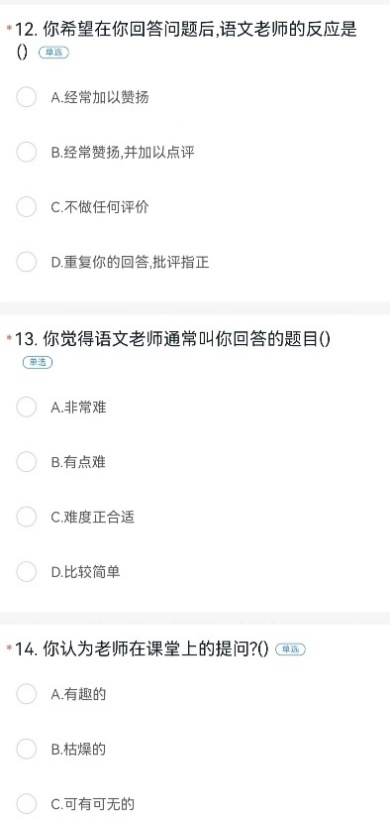 *12. 你希望在你回答问题后,语文老师的反应是
() 单选
A.经常加以赞扬
B.经常赞扬,并加以点评
C.不做任何评价
D.重复你的回答,批评指正
*13. 你觉得语文老师通常叫你回答的题目()
单选
A.非常难
B.有点难
C.难度正合适
D.比较简单
*14. 你认为老师在课堂上的提问?() 单选
A.有趣的
B.枯燥的
C.可有可无的